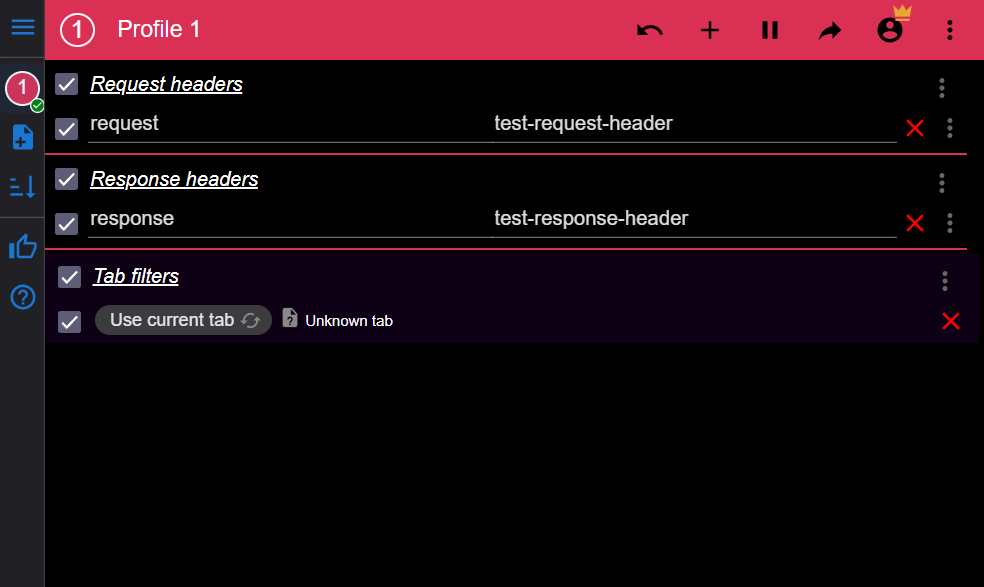 1 Profile 1
1
Request headers
request test-request-header
Response headers
response test-response-header
Tab filters
Use current tab Unknown tab